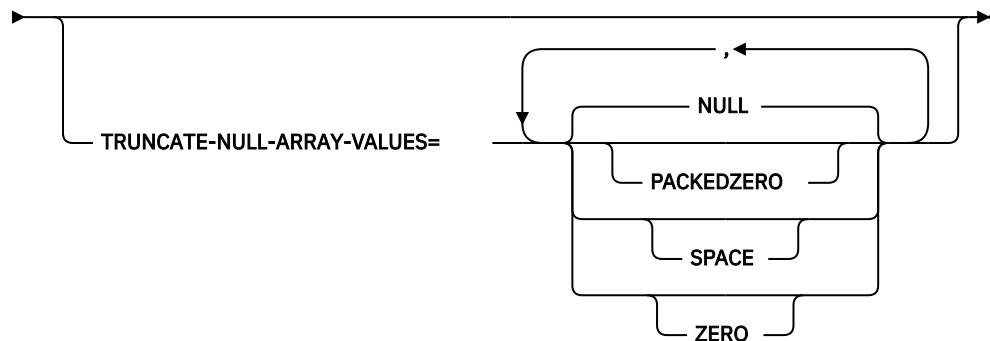 ,
NULL
TRUNCATE-NULL-ARRAY-VALUES=
PACKEDZERO
SPACE
ZERO